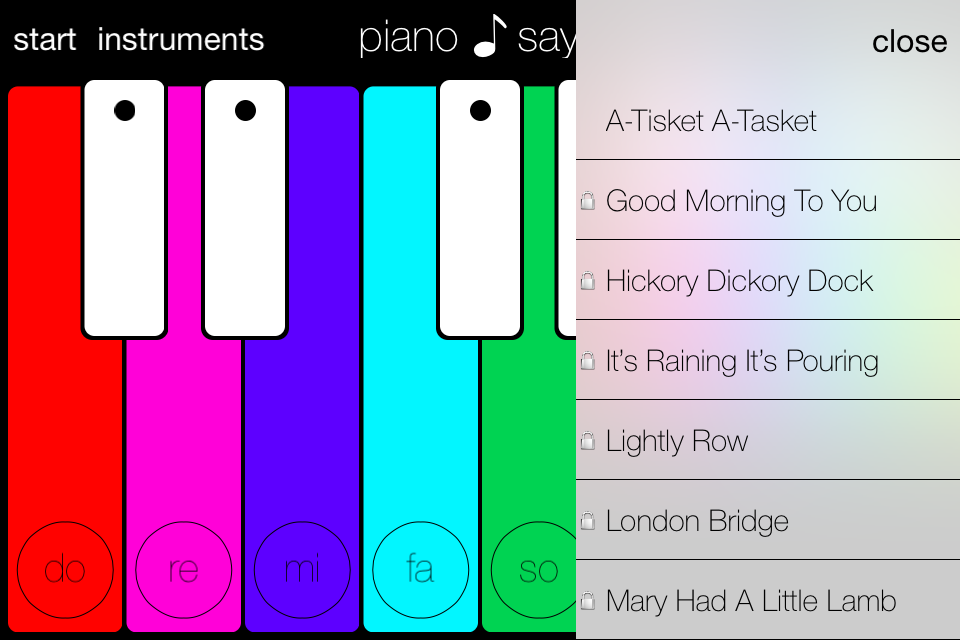 start instruments
piano say
close
A-Tisket A-Tasket
Good Morning To You
Hickory Dickory Dock
It’s Raining It’s Pouring
Lightly Row
London Bridge
Mary Had A Little Lamb
do re mi fa so